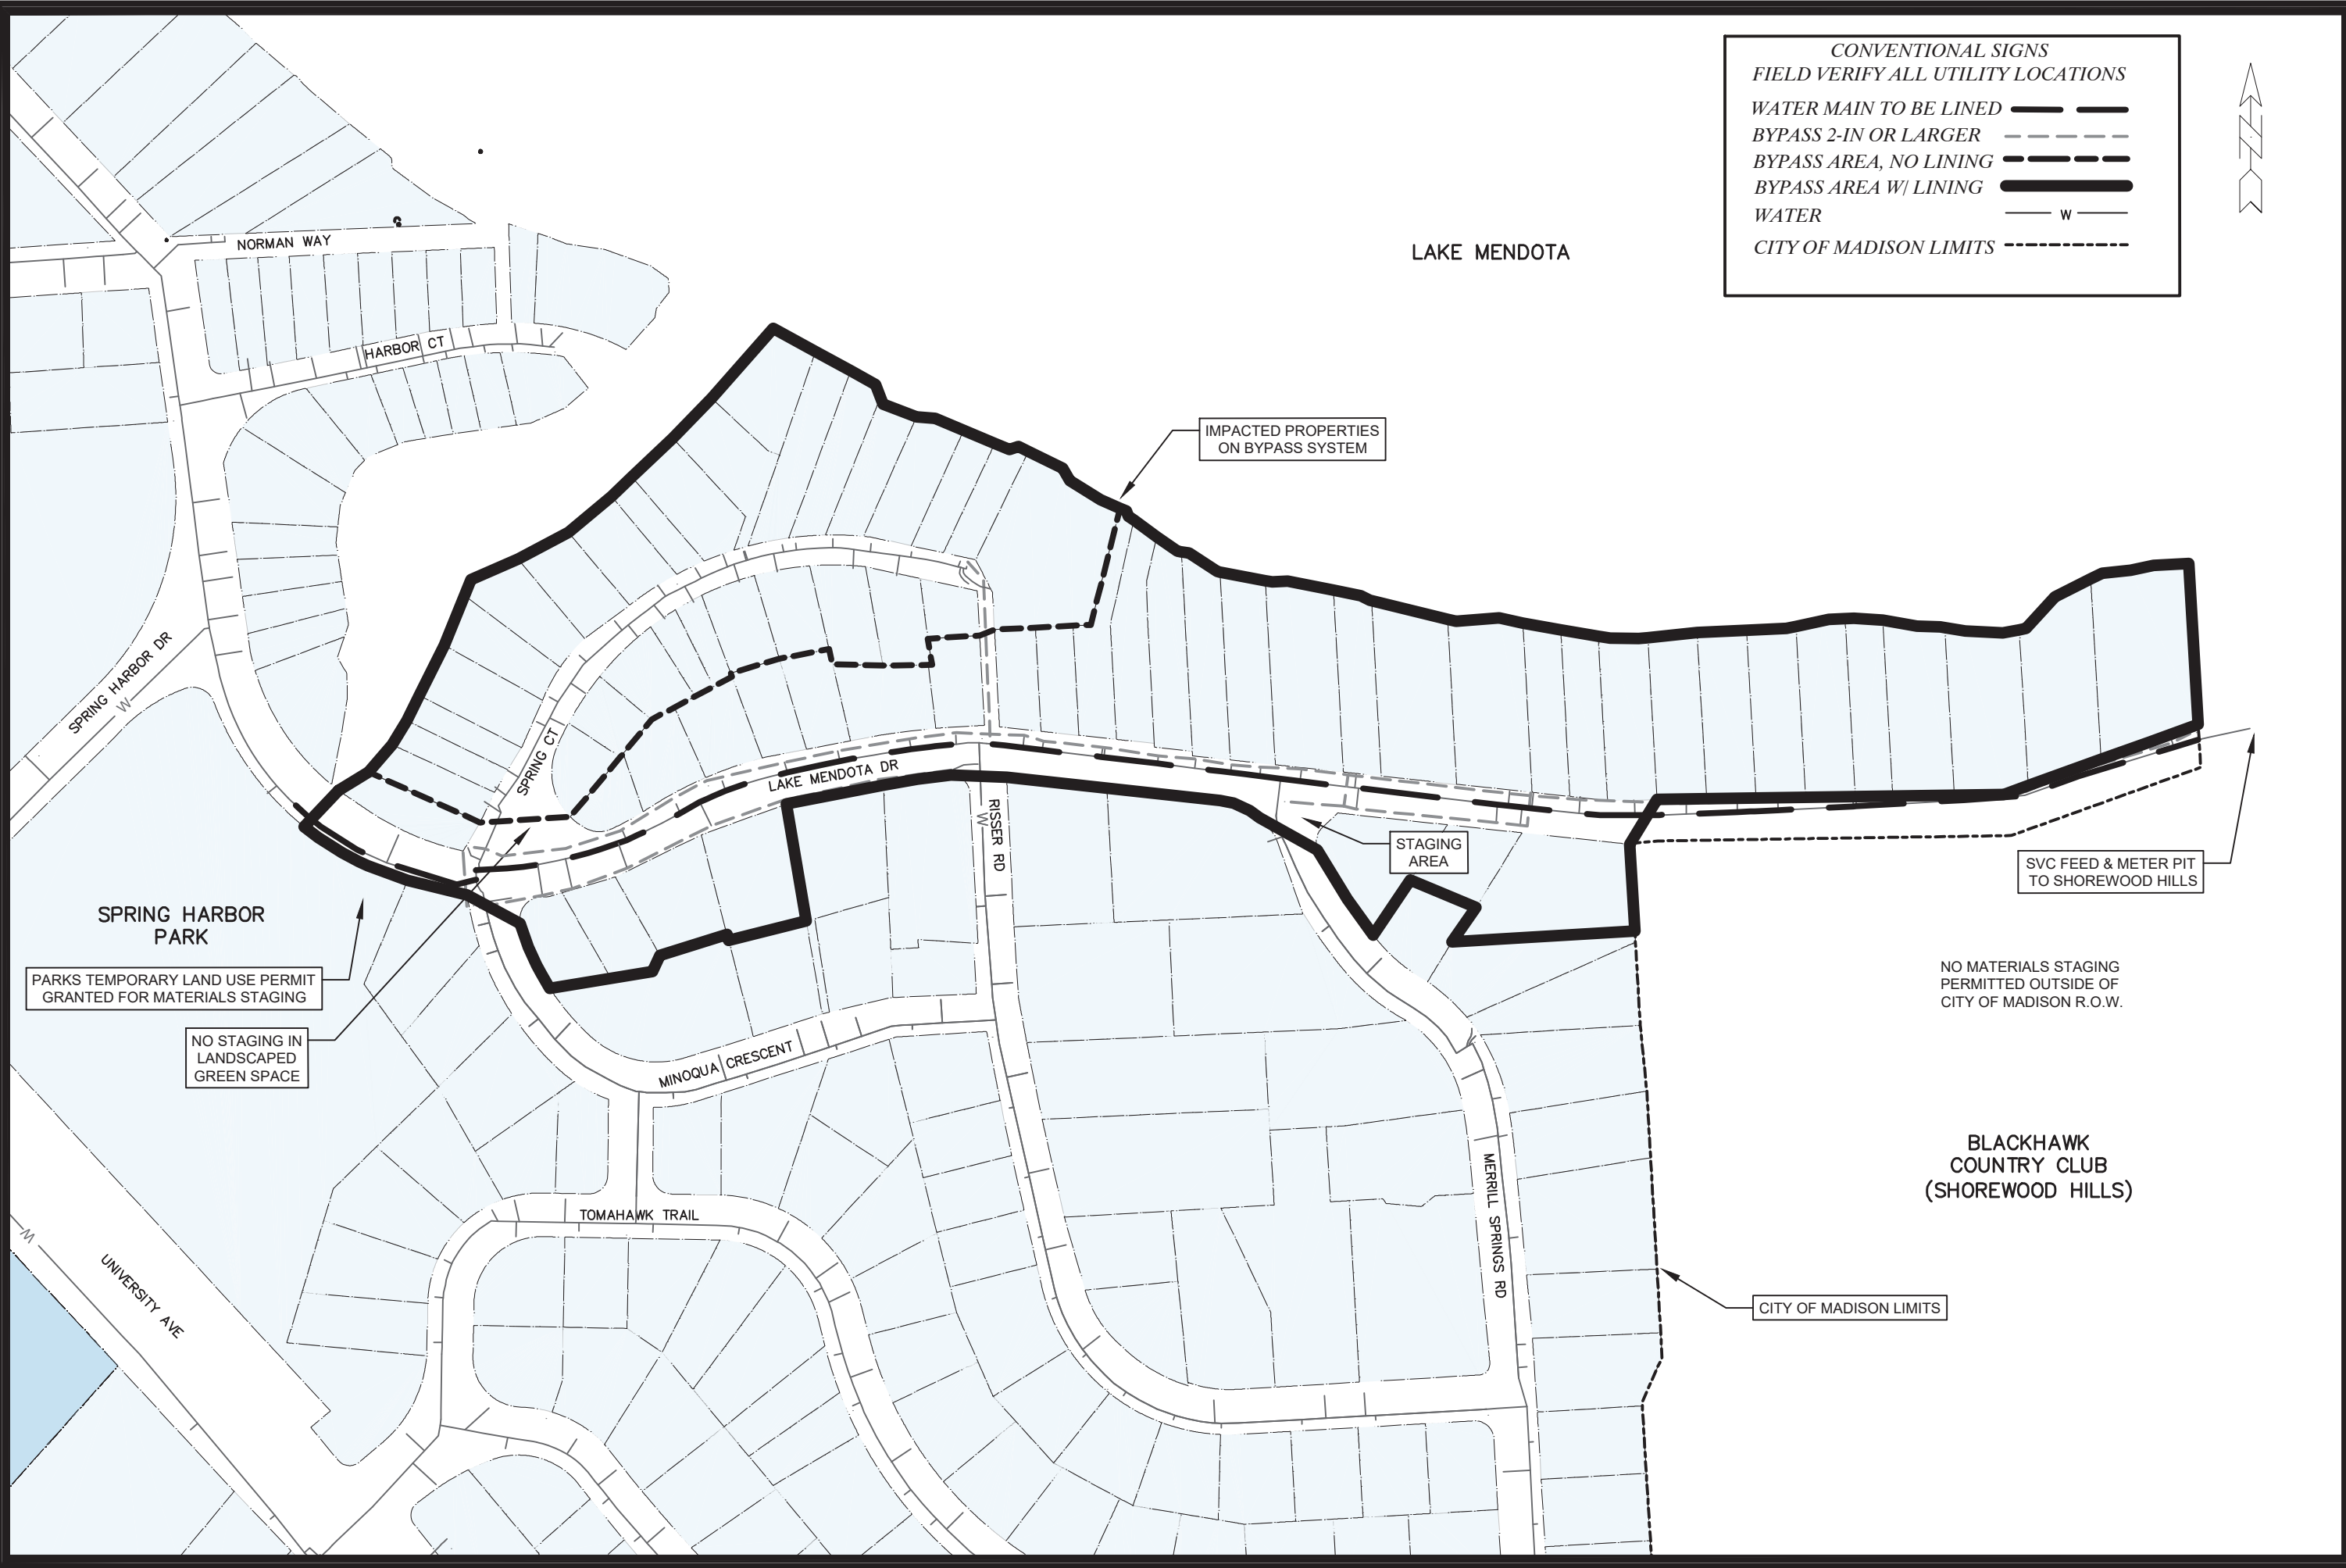 CONVENTIONAL SIGNS
FIELD VERIFY ALL UTILITY LOCATIONS
WATER MAIN TO BE LINED
BYPASS 2-IN OR LARGER
BYPASS AREA, NO LINING
BYPASS AREA W/ LINING
WATER
W
CITY OF MADISON LIMITS
N
LAKE MENDOTA
NORMAN WAY
HARBOR CT
IMPACTED PROPERTIES
ON BYPASS SYSTEM
SPRING HARBOR DR
W
SPRING CT
LAKE MENDOTA DR
RISSER RD
W
STAGING
AREA
SVC FEED & METER PIT
TO SHOREWOOD HILLS
SPRING HARBOR
PARK
PARKS TEMPORARY LAND USE PERMIT
GRANTED FOR MATERIALS STAGING
NO STAGING IN
LANDSCAPED
GREEN SPACE
NO MATERIALS STAGING
PERMITTED OUTSIDE OF
CITY OF MADISON R.O.W.
MINOQUA CRESCENT
BLACKHAWK
COUNTRY CLUB
(SHOREWOOD HILLS)
TOMAHAWK TRAIL
MERRILL SPRINGS RD
W
UNIVERSITY AVE
CITY OF MADISON LIMITS